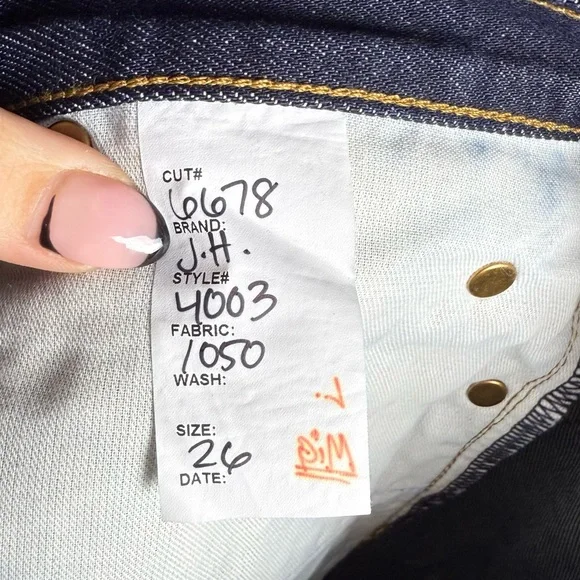 CUT#
6678
BRAND:
J.H.
STYLE#
4003
FABRIC:
1050
WASH:
SIZE:
26
DATE: